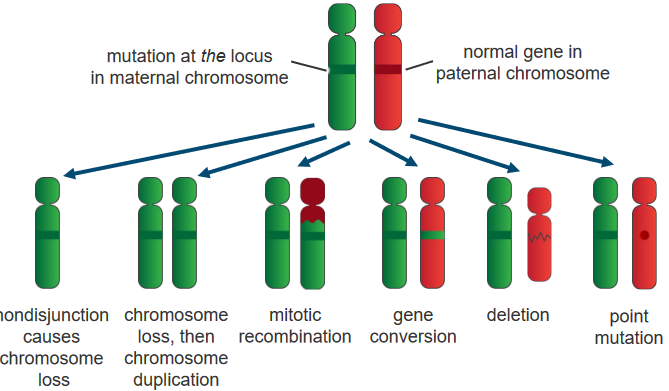 mutation at the locus
in maternal chromosome
normal gene in
paternal chromosome
nondisjunction
causes
chromosome
loss
chromosome
loss, then
chromosome
duplication
mitotic
recombination
gene
conversion
deletion
point
mutation